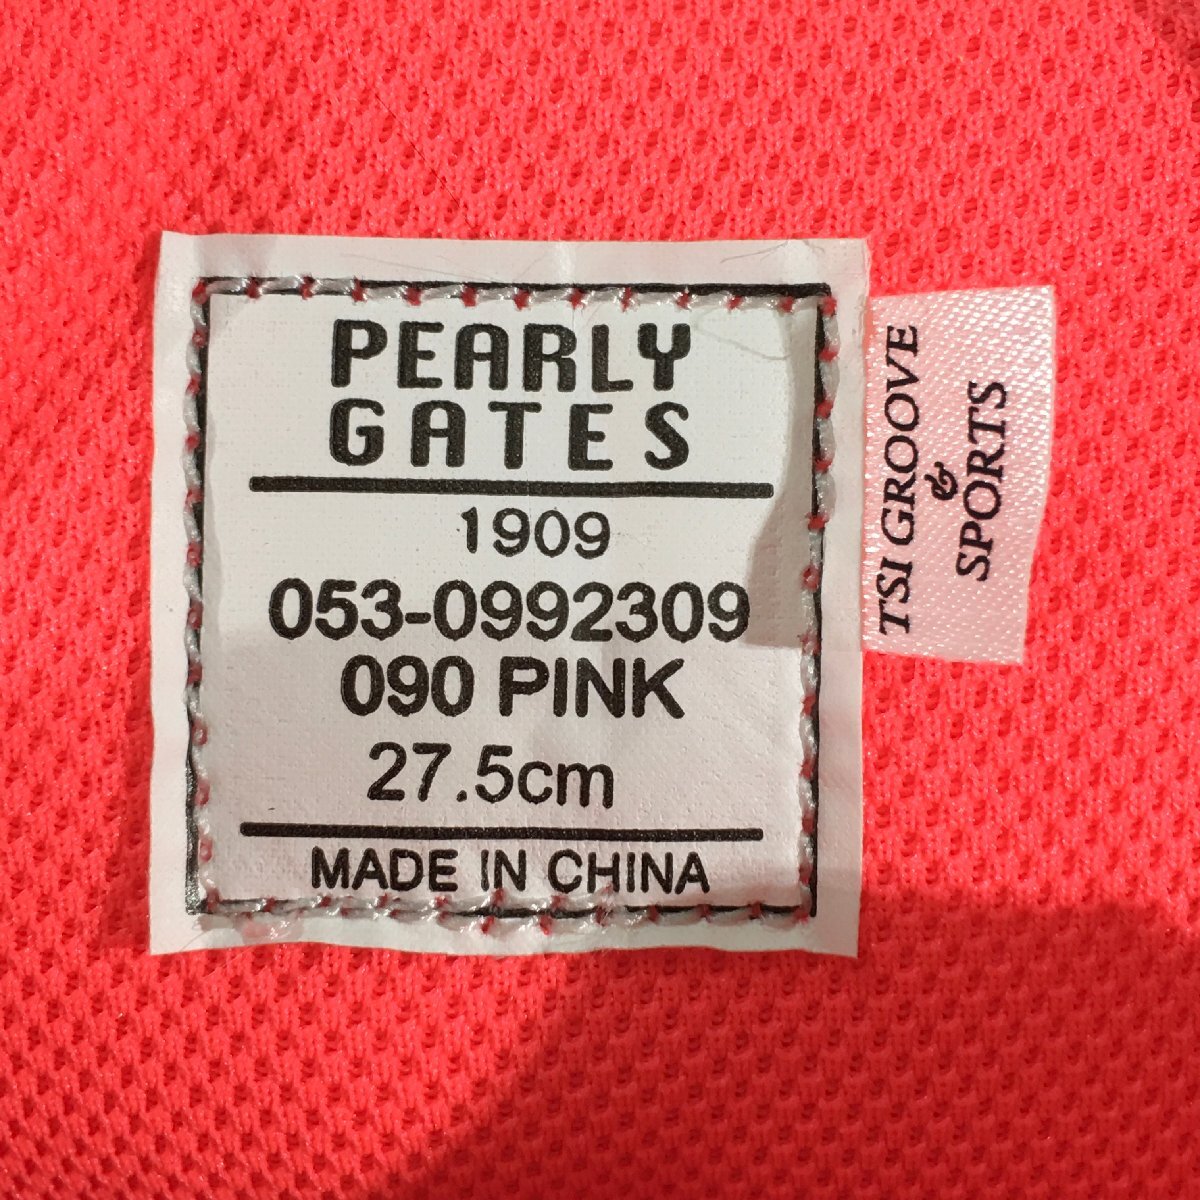 PEARLY
GATES
1909
053-0992309
090 PINK
27.5cm
MADE IN CHINA
TSI GROOVE
&
SPORTS